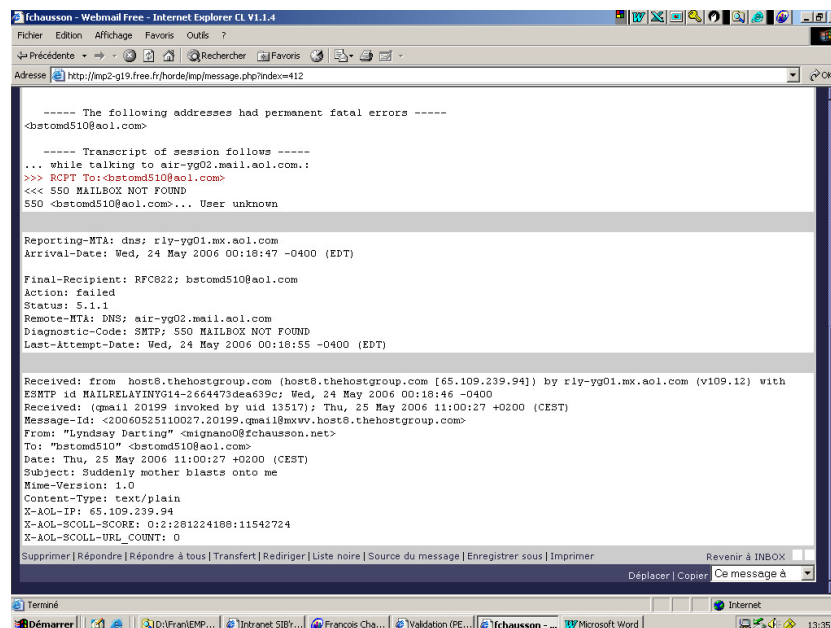 fchausson - Webmail Free - Internet Explorer CL V1.1.4
Fichier Edition Affichage Favoris Outils ?
Précédente Rechercher Favoris
Adresse http://imp2-g19.free.fr/horde/imp/message.php?index=412 OK
----- The following addresses had permanent fatal errors -----
<bstomd510@aol.com>
----- Transcript of session follows -----
... while talking to air-yg02.mail.aol.com.:
>>> RCPT To:<bstomd510@aol.com>
<<< 550 MAILBOX NOT FOUND
550 <bstomd510@aol.com>... User unknown
Reporting-MTA: dns; rly-yg01.mx.aol.com
Arrival-Date: Wed, 24 May 2006 00:18:47 -0400 (EDT)
Final-Recipient: RFC822; bstomd510@aol.com
Action: failed
Status: 5.1.1
Remote-MTA: DNS; air-yg02.mail.aol.com
Diagnostic-Code: SMTP; 550 MAILBOX NOT FOUND
Last-Attempt-Date: Wed, 24 May 2006 00:18:55 -0400 (EDT)
Received: from host8.thehostgroup.com (host8.thehostgroup.com [65.109.239.94]) by rly-yg01.mx.aol.com (v109.12) with
ESMTP id MAILRELAYINYG14-2664473dea639c; Wed, 24 May 2006 00:18:46 -0400
Received: (qmail 20199 invoked by uid 13517); Thu, 25 May 2006 11:00:27 +0200 (CEST)
Message-Id: <20060525110027.20199.qmail@mxwv.host8.thehostgroup.com>
From: "Lyndsay Darting" <mignano0@fchausson.net>
To: "bstomd510" <bstomd510@aol.com>
Date: Thu, 25 May 2006 11:00:27 +0200 (CEST)
Subject: Suddenly mother blasts onto me
Mime-Version: 1.0
Content-Type: text/plain
X-AOL-IP: 65.109.239.94
X-AOL-SCOLL-SCORE: 0:2:281224188:11542724
X-AOL-SCOLL-URL_COUNT: 0
Supprimer | Répondre | Répondre à tous | Transfert | Rediriger | Liste noire | Source du message | Enregistrer sous | Imprimer Revenir à INBOX
Déplacer | Copier Ce message à
Terminé Internet
Démarrer D:\Fran\EMP... Intranet SIB'r... Francois Cha... Validation (PE... fchausson - ... Microsoft Word 13:35